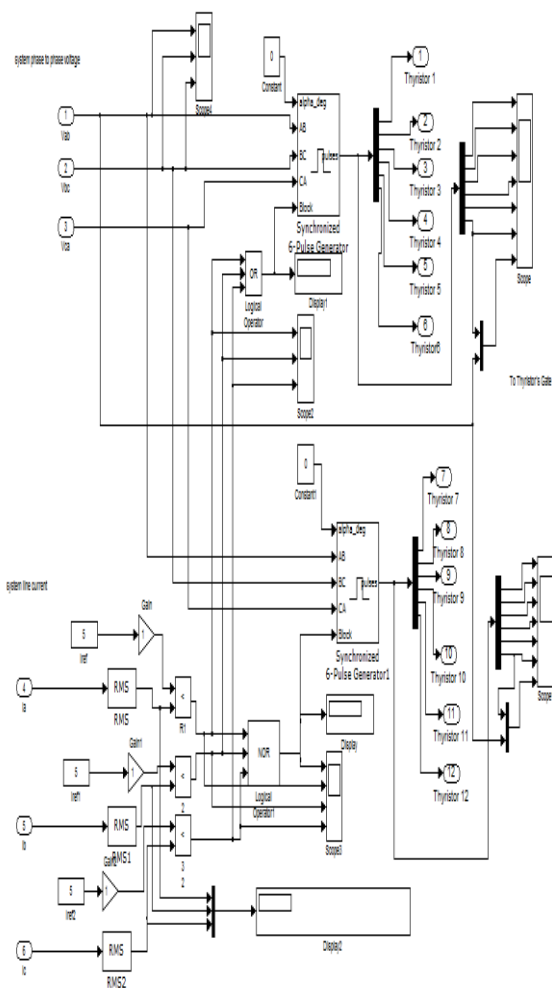 system phase to phase voltage
Scope4
0
Constant
1
Vab
2
Vbc
3
Vca
alpha_deg
AB
BC
CA
Block
pulses
Synchronized
6-Pulse Generator
1
Thyristor 1
2
Thyristor 2
3
Thyristor 3
4
Thyristor 4
5
Thyristor 5
6
Thyristor6
Scope
OR
Logical
Operator
Display1
Scope2
To Thyristor's Gate
0
Constant1
alpha_deg
AB
BC
CA
Block
pulses
Synchronized
6-Pulse Generator1
7
Thyristor 7
8
Thyristor 8
9
Thyristor 9
10
Thyristor 10
11
Thyristor 11
12
Thyristor 12
Scope
system line current
Gain
1
5
Iref
4
Ia
RMS
RMS
<
R1
Gain1
1
5
Iref1
5
Ib
RMS
RMS1
<
2
<
3
2
NOR
Logical
Operator1
Display
Scope3
Gain2
1
5
Iref2
6
Ic
RMS
RMS2
Display2